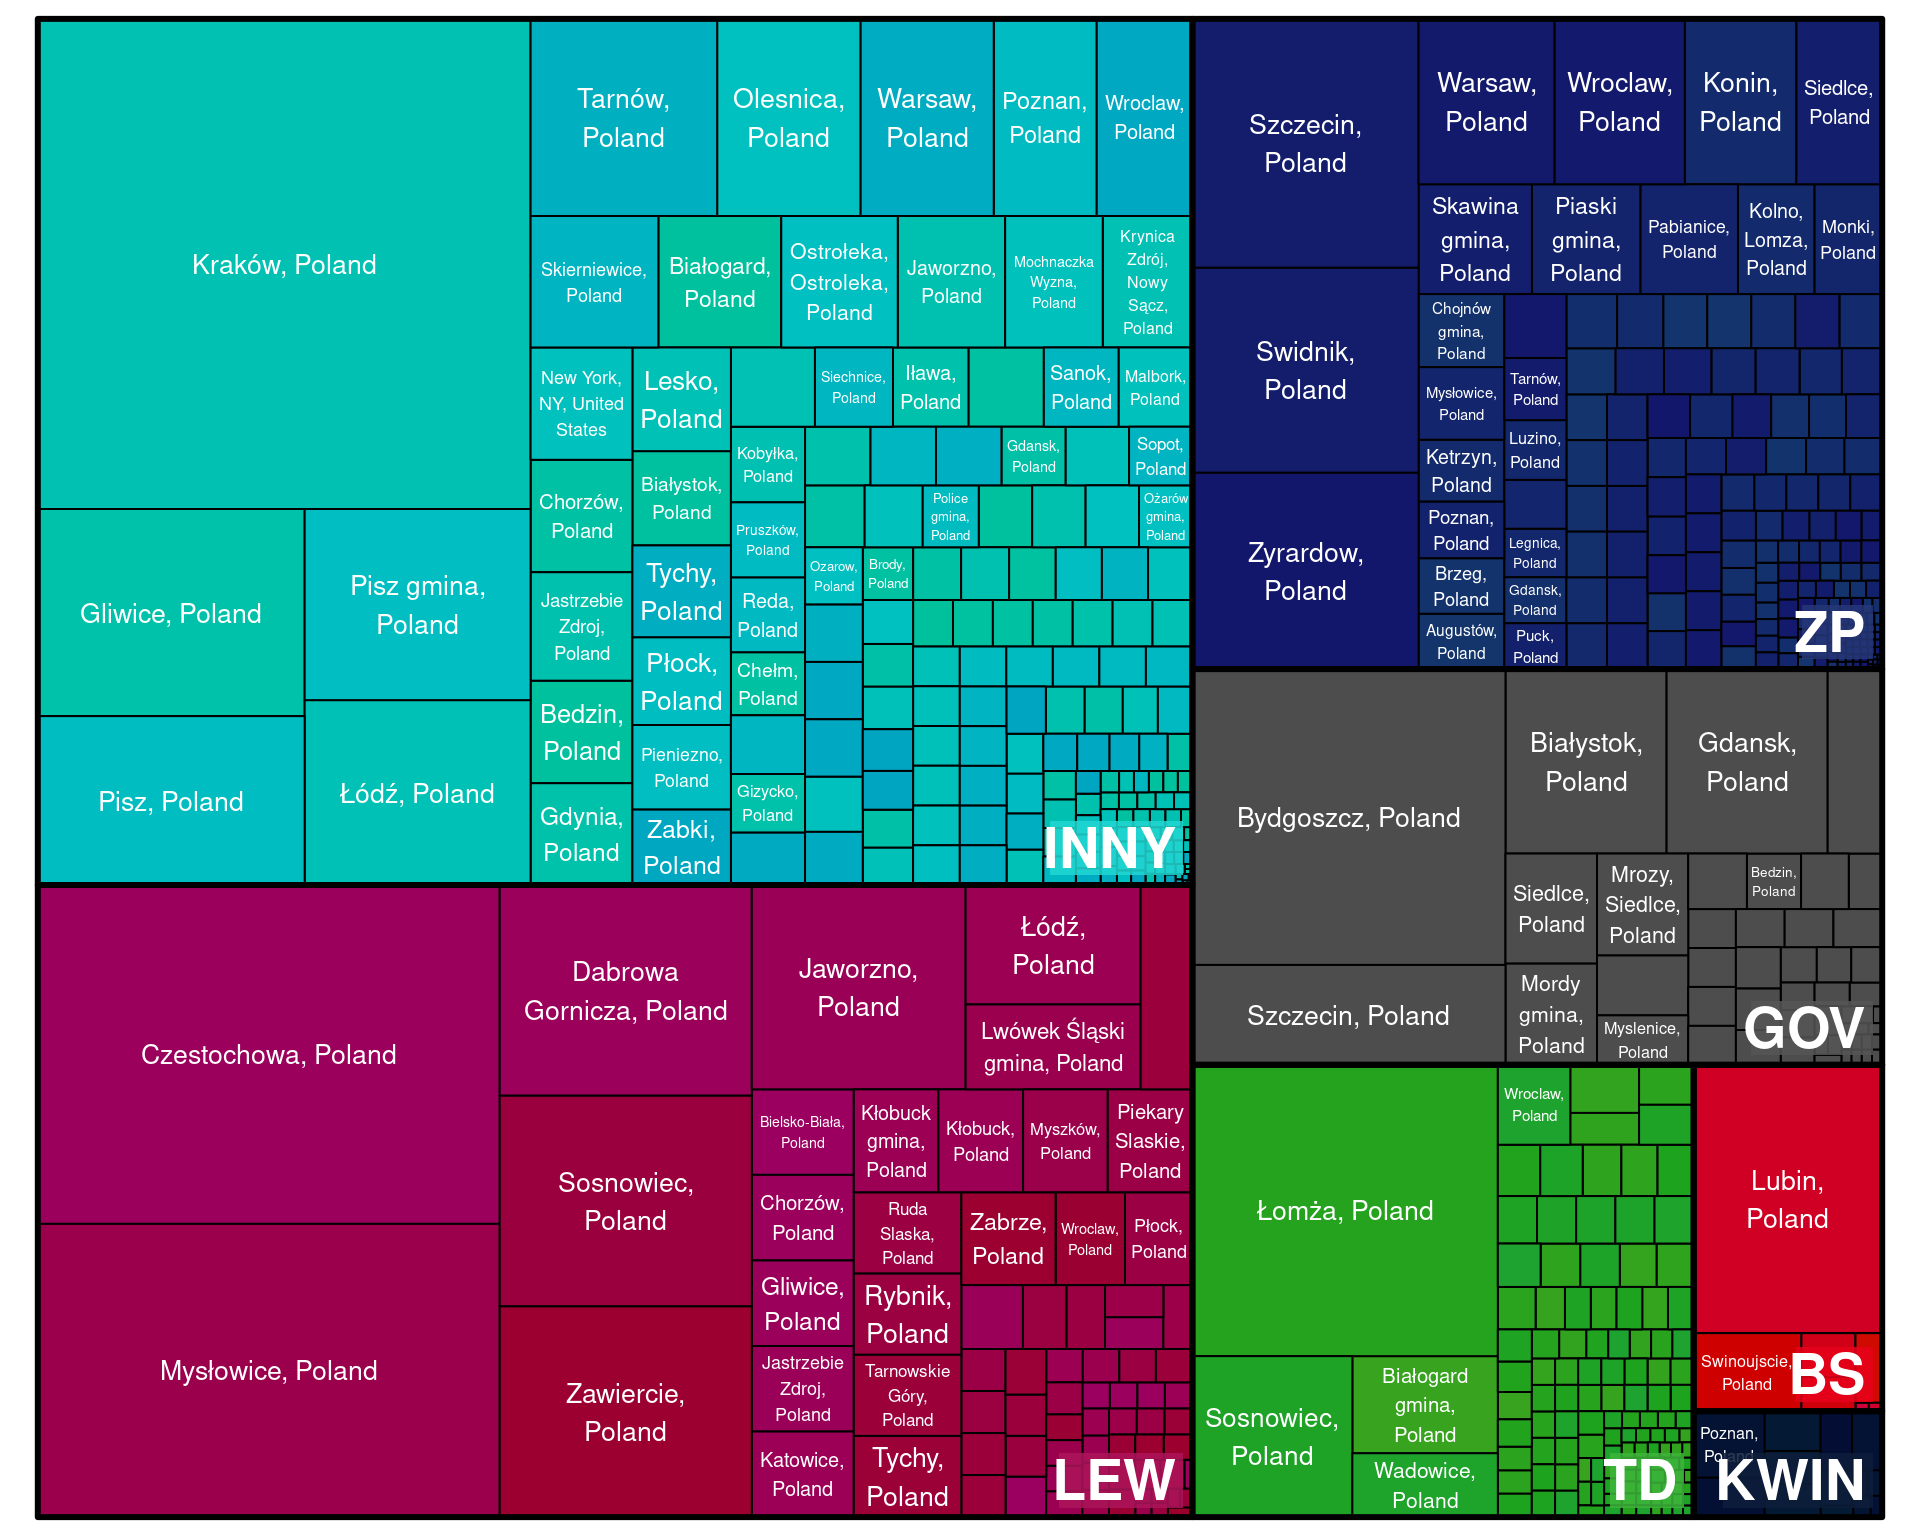 Kraków, Poland
Gliwice, Poland
Pisz gmina,
Poland
Pisz, Poland
Łódź, Poland
Tarnów,
Poland
Olesnica,
Poland
Warsaw,
Poland
Poznan,
Poland
Wroclaw,
Poland
Skierniewice,
Poland
Białogard,
Poland
Ostrołeka,
Ostroleka,
Poland
Jaworzno,
Poland
Mochnaczka
Wyzna,
Poland
Krynica
Zdrój,
Nowy
Sącz,
Poland
New York,
NY, United
States
Chorzów,
Poland
Jastrzebie
Zdroj,
Poland
Bedzin,
Poland
Gdynia,
Poland
Lesko,
Poland
Białystok,
Poland
Tychy,
Poland
Płock,
Poland
Pieniezno,
Poland
Zabki,
Poland
Siechnice,
Poland
Iława,
Poland
Sanok,
Poland
Malbork,
Poland
Kobyłka,
Poland
Pruszków,
Poland
Reda,
Poland
Chełm,
Poland
Gizycko,
Poland
Gdansk,
Poland
Sopot,
Poland
Police
gmina,
Poland
Ożarów
gmina,
Poland
Ozarow,
Poland
Brody,
Poland
INNY
Szczecin,
Poland
Swidnik,
Poland
Zyrardow,
Poland
Warsaw,
Poland
Wroclaw,
Poland
Konin,
Poland
Siedlce,
Poland
Skawina
gmina,
Poland
Piaski
gmina,
Poland
Pabianice,
Poland
Kolno,
Lomza,
Poland
Monki,
Poland
Chojnów
gmina,
Poland
Mysłowice,
Poland
Ketrzyn,
Poland
Poznan,
Poland
Brzeg,
Poland
Augustów,
Poland
Tarnów,
Poland
Luzino,
Poland
Legnica,
Poland
Gdansk,
Poland
Puck,
Poland
ZP
Bydgoszcz, Poland
Szczecin, Poland
Białystok,
Poland
Gdansk,
Poland
Siedlce,
Poland
Mrozy,
Siedlce,
Poland
Mordy
gmina,
Poland
Myslenice,
Poland
Bedzin,
Poland
GOV
Czestochowa, Poland
Mysłowice, Poland
Dabrowa
Gornicza, Poland
Sosnowiec,
Poland
Zawiercie,
Poland
Jaworzno,
Poland
Łódź,
Poland
Lwówek Śląski
gmina, Poland
Bielsko-Biała,
Poland
Chorzów,
Poland
Gliwice,
Poland
Jastrzebie
Zdroj,
Poland
Katowice,
Poland
Kłobuck
gmina,
Poland
Kłobuck,
Poland
Myszków,
Poland
Piekary
Slaskie,
Poland
Ruda
Slaska,
Poland
Rybnik,
Poland
Tarnowskie
Góry,
Poland
Tychy,
Poland
Zabrze,
Poland
Wroclaw,
Poland
Płock,
Poland
LEW
Łomża, Poland
Sosnowiec,
Poland
Białogard
gmina,
Poland
Wadowice,
Poland
Wroclaw,
Poland
TD
Lubin,
Poland
Swinoujscie,
Poland
BS
Poznan,
Poland
KWIN